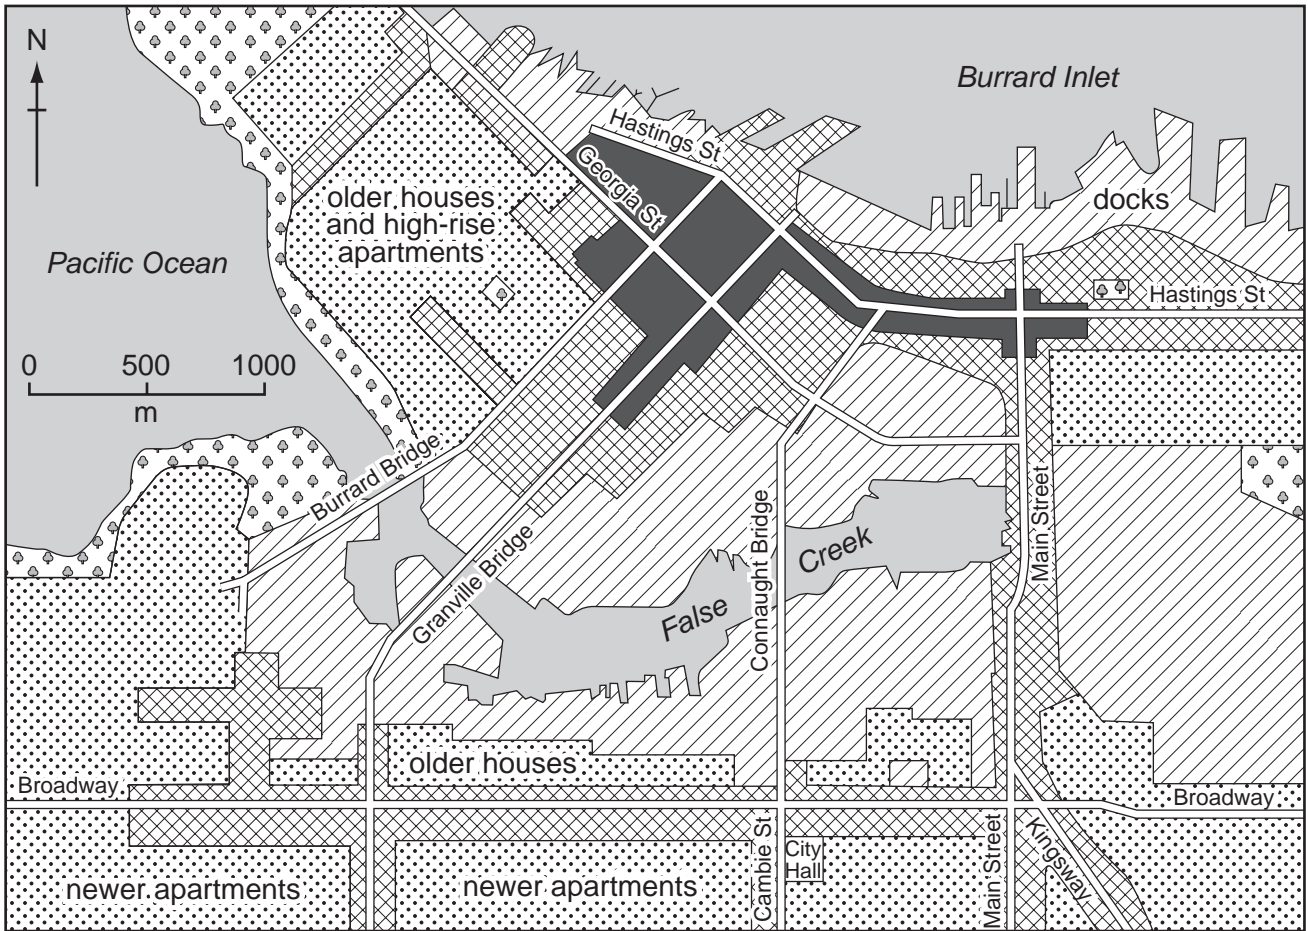 N
Burrard Inlet
Hastings St
Georgia St
docks
older houses
and high-rise
apartments
Pacific Ocean
Hastings St
0 500 1000
m
Burrard Bridge
Granville Bridge
Connaught Bridge
False
Creek
Main Street
older houses
Broadway
Broadway
newer apartments
newer apartments
Cambie St
City
Hall
Main Street
Kingsway